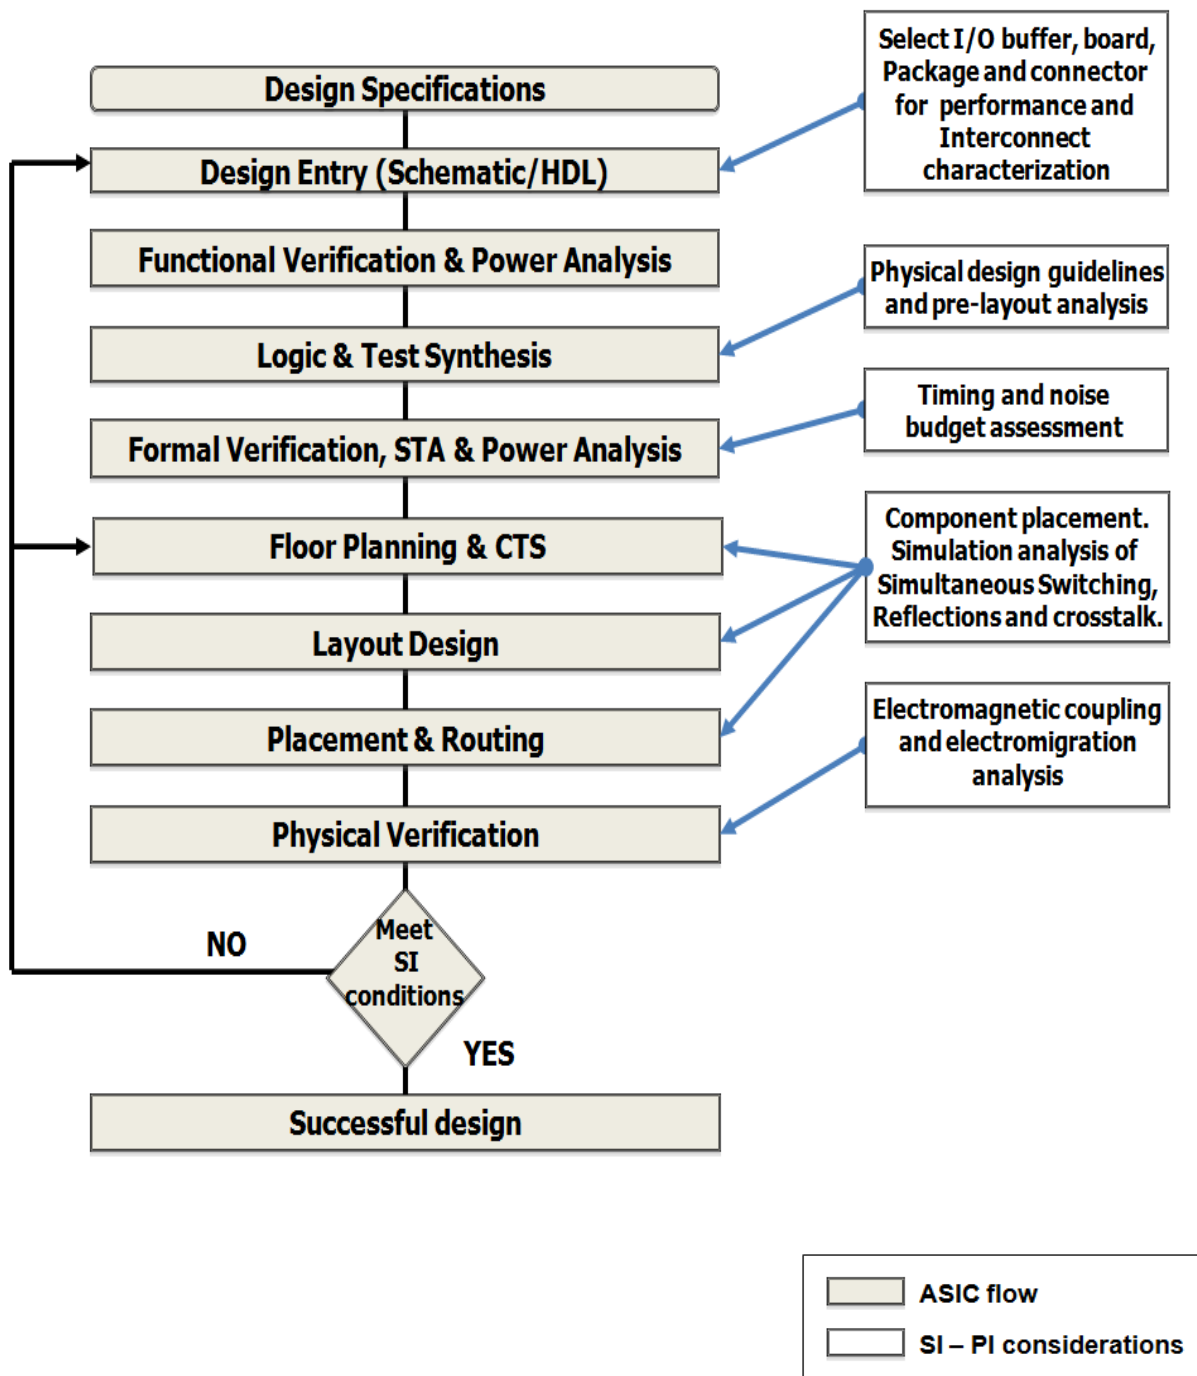 Design Specifications
Design Entry (Schematic/HDL)
Functional Verification & Power Analysis
Logic & Test Synthesis
Formal Verification, STA & Power Analysis
Floor Planning & CTS
Layout Design
Placement & Routing
Physical Verification
Meet
SI
conditions
NO
YES
Successful design
Select I/O buffer, board,
Package and connector
for performance and
Interconnect
characterization
Physical design guidelines
and pre-layout analysis
Timing and noise
budget assessment
Component placement.
Simulation analysis of
Simultaneous Switching,
Reflections and crosstalk.
Electromagnetic coupling
and electromigration
analysis
ASIC flow
SI – PI considerations